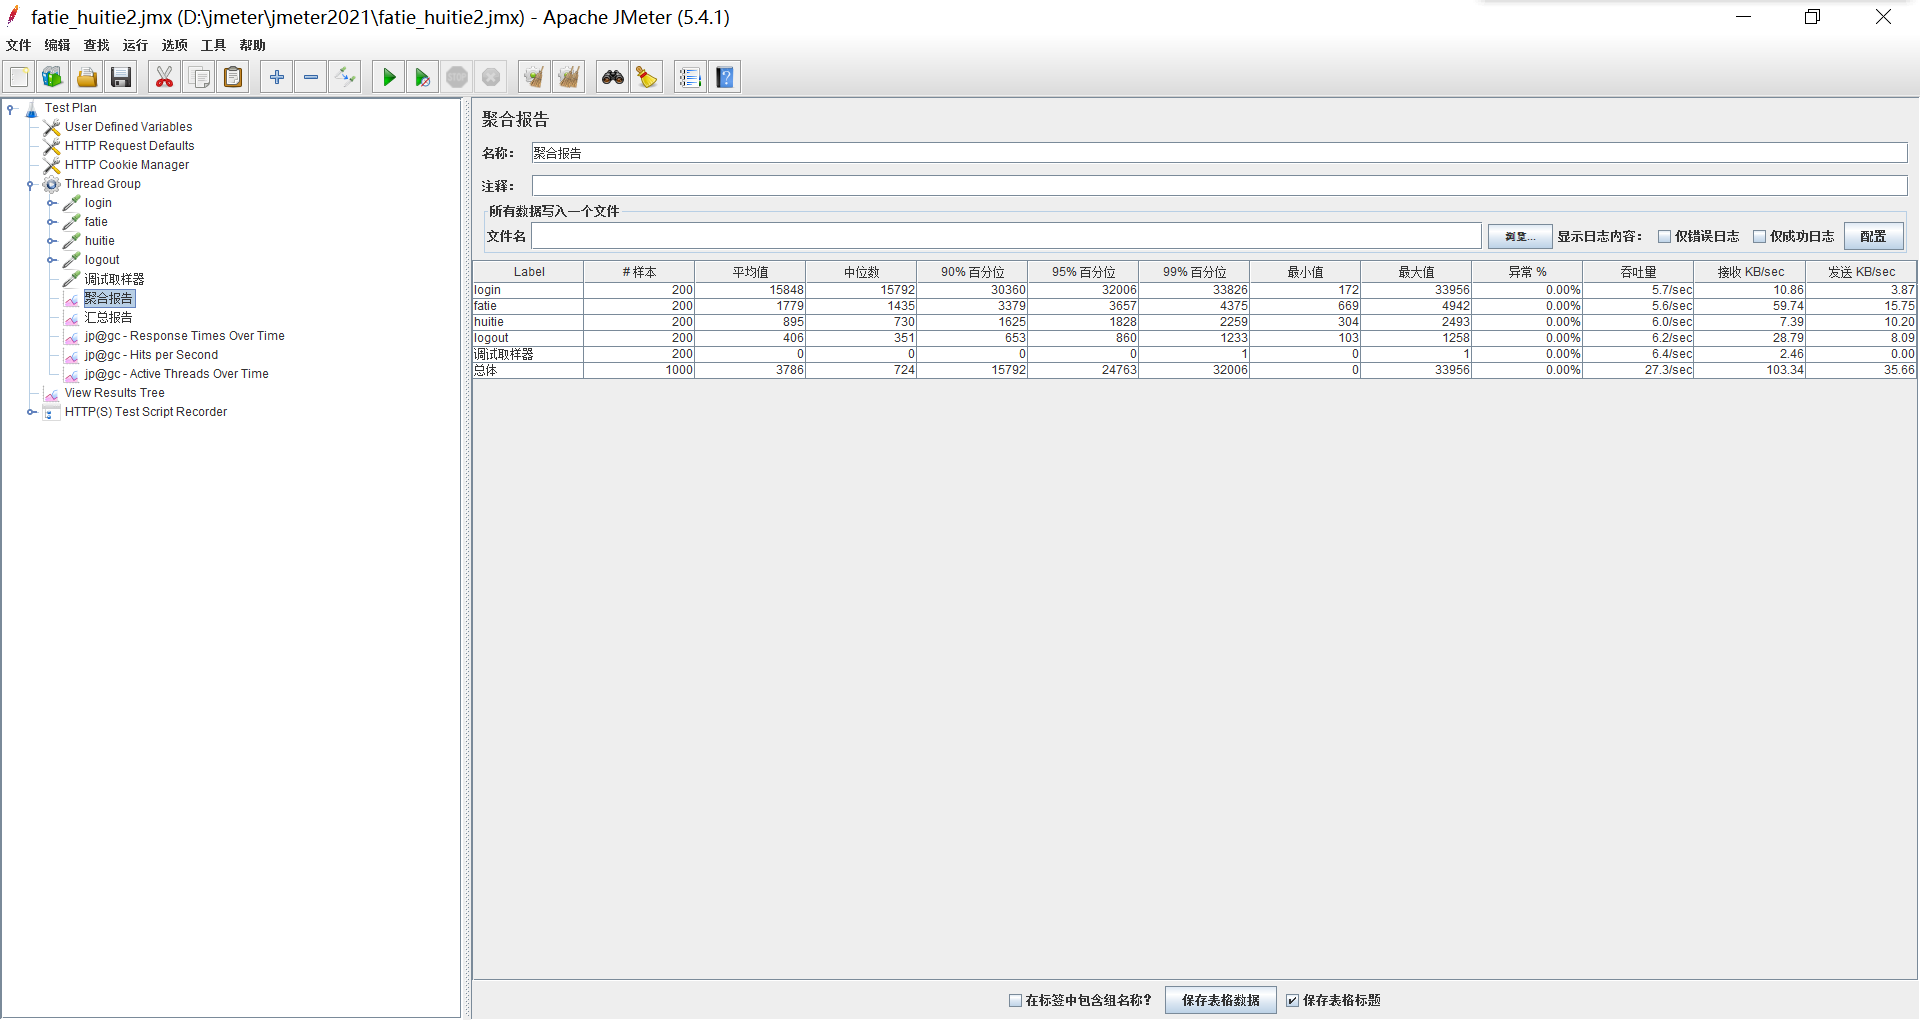 fatie_huitie2.jmx (D:\jmeter\jmeter2021\fatie_huitie2.jmx) - Apache JMeter (5.4.1)
文件 编辑 查找 运行 选项 工具 帮助
Test Plan
User Defined Variables
HTTP Request Defaults
HTTP Cookie Manager
Thread Group
login
fatie
huitie
logout
调试取样器
聚合报告
汇总报告
jp@gc - Response Times Over Time
jp@gc - Hits per Second
jp@gc - Active Threads Over Time
View Results Tree
HTTP(S) Test Script Recorder
聚合报告
名称： 聚合报告
注释：
所有数据写入一个文件
文件名 浏览... 显示日志内容： 仅错误日志 仅成功日志 配置
Label # 样本 平均值 中位数 90% 百分位 95% 百分位 99% 百分位 最小值 最大值 异常 % 吞吐量 接收 KB/sec 发送 KB/sec
login 200 15848 15792 30360 32006 33826 172 33956 0.00% 5.7/sec 10.86 3.87
fatie 200 1779 1435 3379 3657 4375 669 4942 0.00% 5.6/sec 59.74 15.75
huitie 200 895 730 1625 1828 2259 304 2493 0.00% 6.0/sec 7.39 10.20
logout 200 406 351 653 860 1233 103 1258 0.00% 6.2/sec 28.79 8.09
调试取样器 200 0 0 0 0 1 0 1 0.00% 6.4/sec 2.46 0.00
总体 1000 3786 724 15792 24763 32006 0 33956 0.00% 27.3/sec 103.34 35.66
在标签中包含组名称？ 保存表格数据 保存表格标题